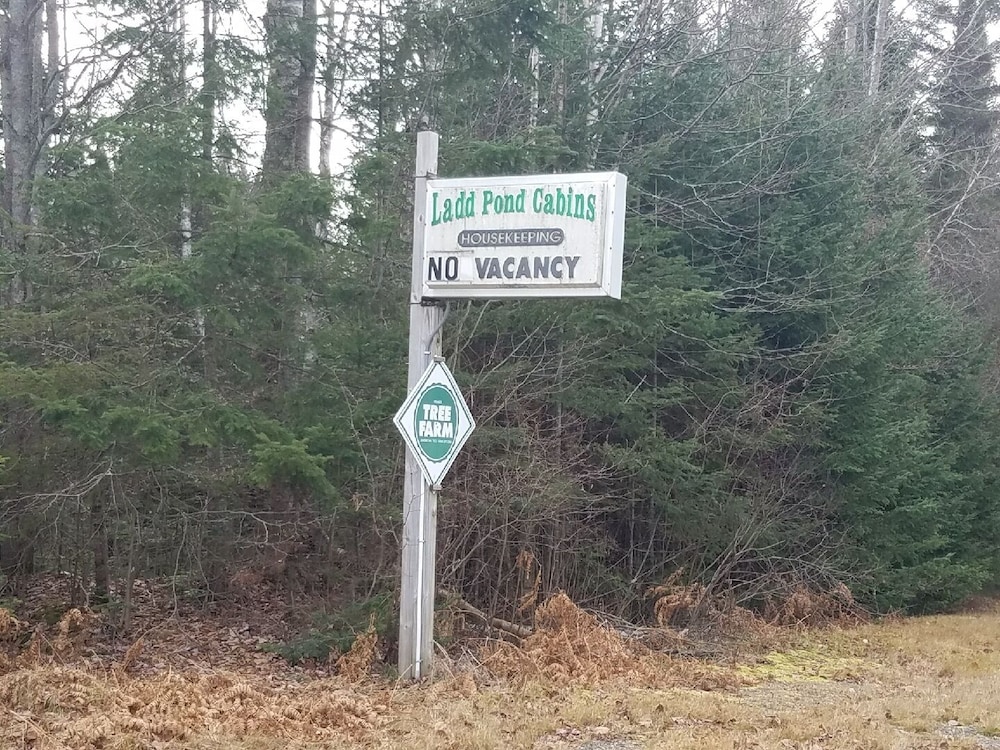 Ladd Pond Cabins
HOUSEKEEPING
NO VACANCY
TREE
FARM